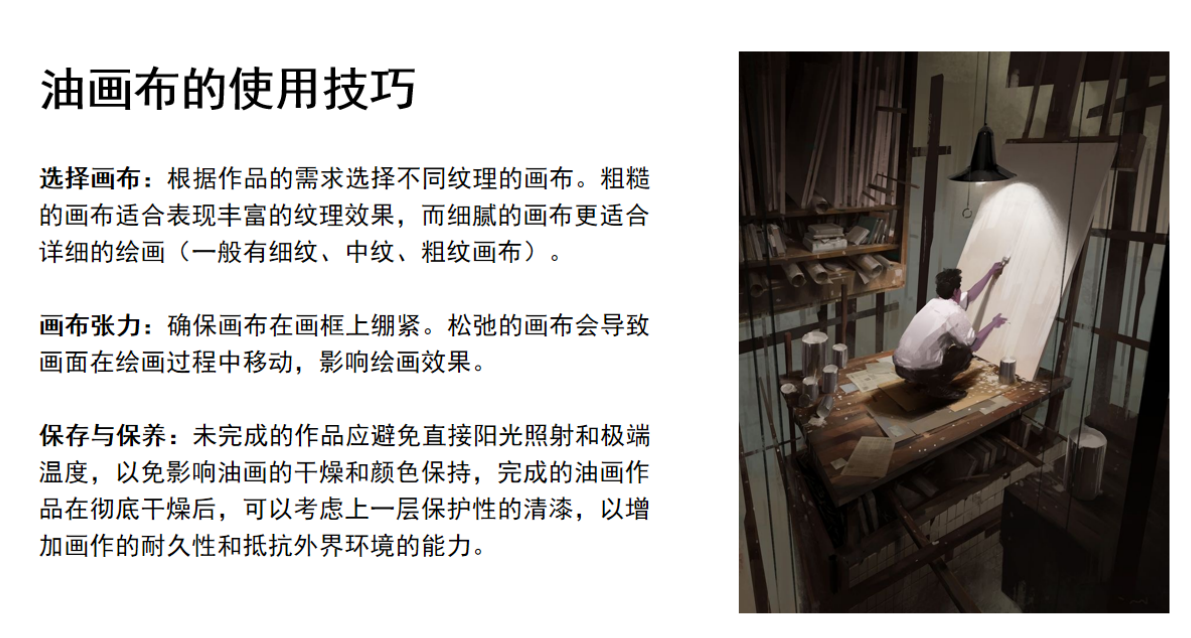 油画布的使用技巧
选择画布：根据作品的需求选择不同纹理的画布。粗糙
的画布适合表现丰富的纹理效果，而细腻的画布更适合
详细的绘画（一般有细纹、中纹、粗纹画布）。
画布张力：确保画布在画框上绷紧。松弛的画布会导致
画面在绘画过程中移动，影响绘画效果。
保存与保养：未完成的作品应避免直接阳光照射和极端
温度，以免影响油画的干燥和颜色保持，完成的油画作
品在彻底干燥后，可以考虑上一层保护性的清漆，以增
加画作的耐久性和抵抗外界环境的能力。